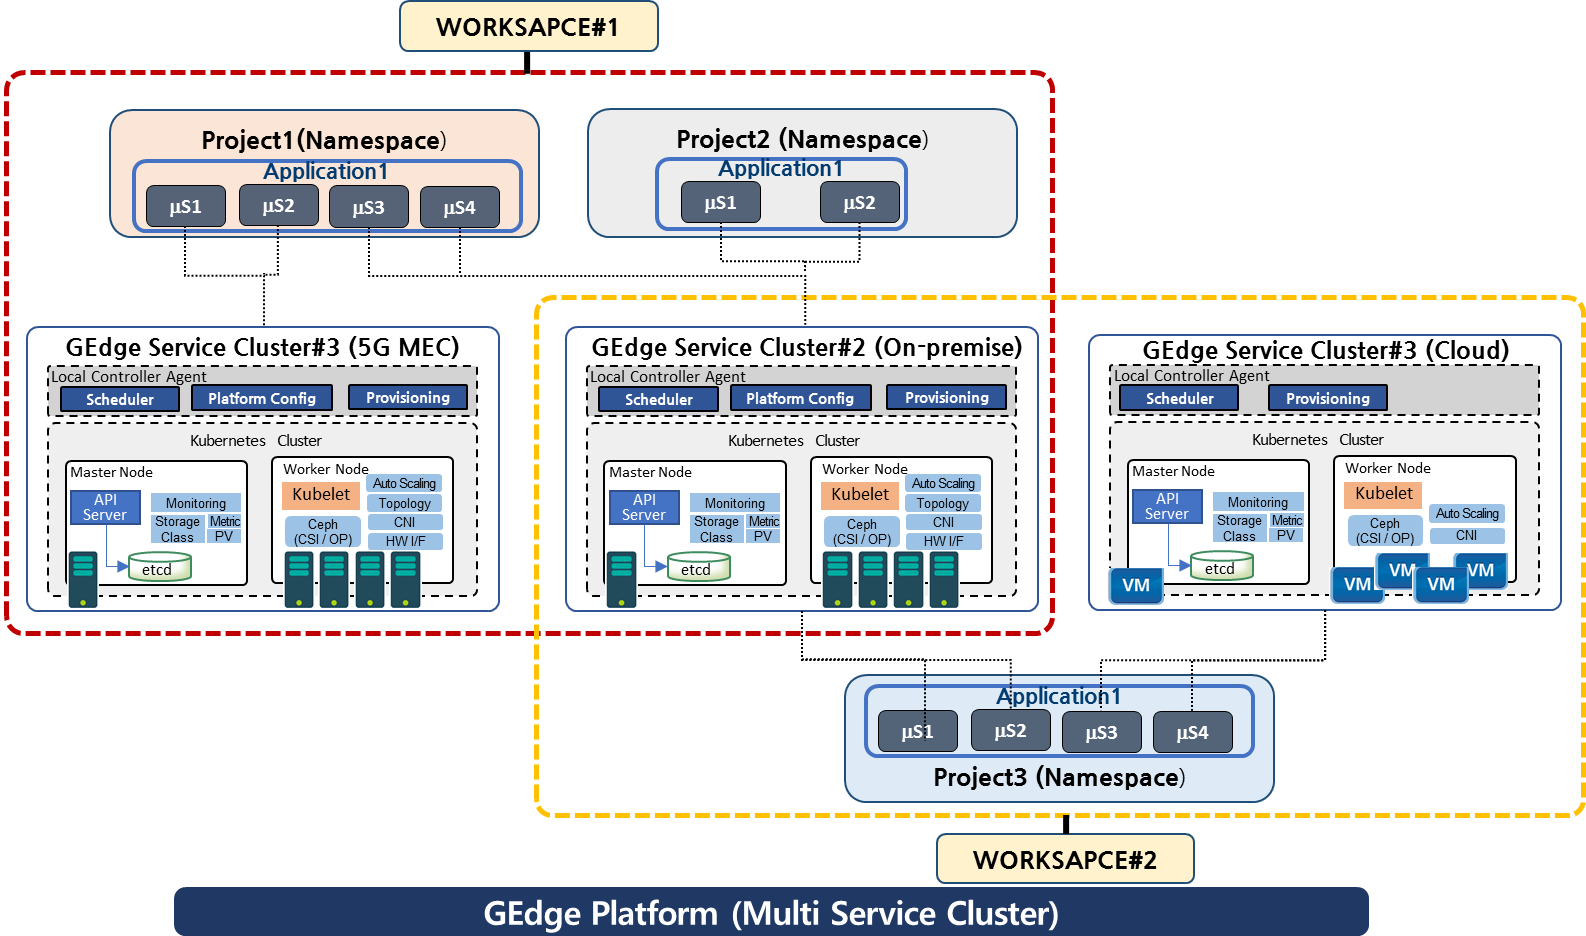 WORKSAPCE#1
Project1(Namespace)
Application1
μS1
μS2
μS3
μS4
Project2 (Namespace)
Application1
μS1
μS2
GEdge Service Cluster#3 (5G MEC)
Local Controller Agent
Scheduler
Platform Config
Provisioning
Kubernetes Cluster
Master Node
API
Server
Monitoring
Storage
Class
Metric
PV
etcd
Worker Node
Kubelet
Ceph
(CSI / OP)
Auto Scaling
Topology
CNI
HW I/F
GEdge Service Cluster#2 (On-premise)
Local Controller Agent
Scheduler
Platform Config
Provisioning
Kubernetes Cluster
Master Node
API
Server
Monitoring
Storage
Class
Metric
PV
etcd
Worker Node
Kubelet
Ceph
(CSI / OP)
Auto Scaling
Topology
CNI
HW I/F
GEdge Service Cluster#3 (Cloud)
Local Controller Agent
Scheduler
Provisioning
Kubernetes Cluster
Master Node
API
Server
Monitoring
Storage
Class
Metric
PV
etcd
VM
Worker Node
Kubelet
Ceph
(CSI / OP)
Auto Scaling
CNI
VM
VM
VM
VM
Application1
μS1
μS2
μS3
μS4
Project3 (Namespace)
WORKSAPCE#2
GEdge Platform (Multi Service Cluster)